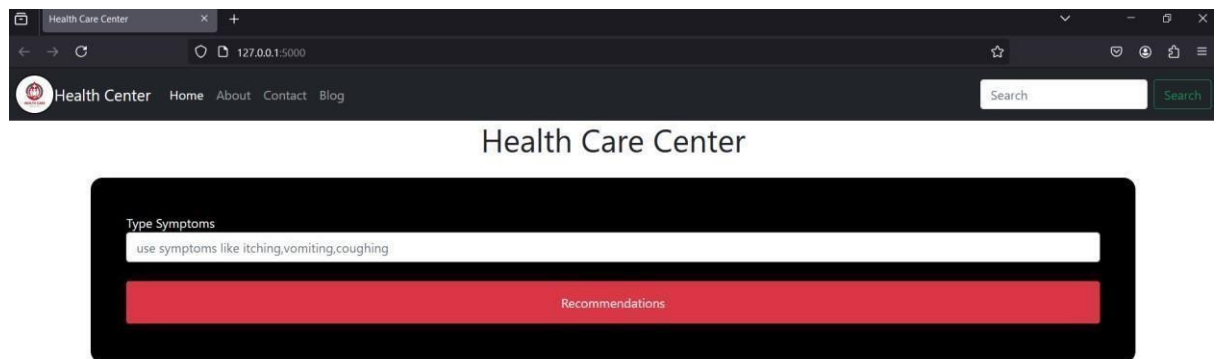 Health Care Center
127.0.0.1:5000
Health Center Home About Contact Blog Search Search
Health Care Center
Type Symptoms
use symptoms like itching,vomiting,coughing
Recommendations